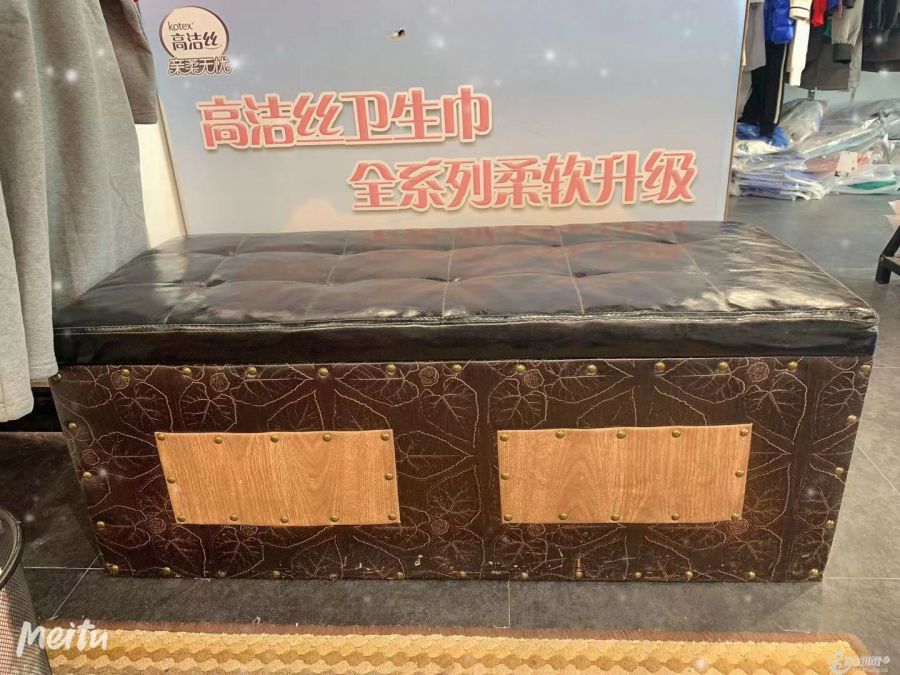 kotex®
高洁丝
亲柔无忧
高洁丝卫生巾
全系列柔软升级
Meitu